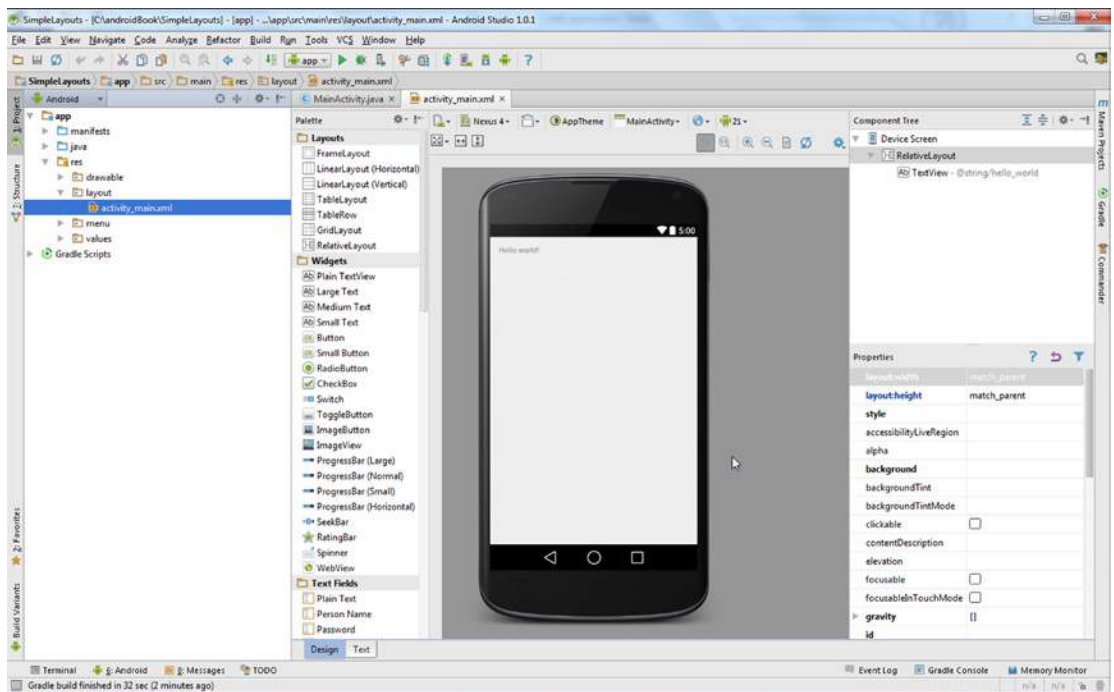 SimpleLayouts - [C:\androidBook\SimpleLayouts] - [app] - ...\app\src\main\res\layout\activity_main.xml - Android Studio 1.0.1
File Edit View Navigate Code Analyze Refactor Build Run Tools VCS Window Help
app
SimpleLayouts app src main res layout activity_main.xml
Android
MainActivity.java activity_main.xml
1: Project
2: Structure
2: Favorites
Build Variants
app
manifests
java
res
drawable
layout
activity_main.xml
menu
values
Gradle Scripts
Palette
Layouts
FrameLayout
LinearLayout (Horizontal)
LinearLayout (Vertical)
TableLayout
TableRow
GridLayout
RelativeLayout
Widgets
Ab Plain TextView
Ab Large Text
Ab Medium Text
Ab Small Text
Button
Small Button
RadioButton
CheckBox
Switch
ToggleButton
ImageButton
ImageView
ProgressBar (Large)
ProgressBar (Normal)
ProgressBar (Small)
ProgressBar (Horizontal)
SeekBar
RatingBar
Spinner
WebView
Text Fields
Plain Text
Person Name
Password
Nexus 4 AppTheme MainActivity 21
5:00
Hello world!
Design Text
Component Tree
Device Screen
RelativeLayout
Ab TextView - @string/hello_world
Properties
layout:width match_parent
layout:height match_parent
style
accessibilityLiveRegion
alpha
background
backgroundTint
backgroundTintMode
clickable
contentDescription
elevation
focusable
focusableInTouchMode
gravity []
id
Maven Projects
Gradle
Commander
Terminal 6: Android 0: Messages TODO
Event Log Gradle Console Memory Monitor
Gradle build finished in 32 sec (2 minutes ago)
n/a n/a